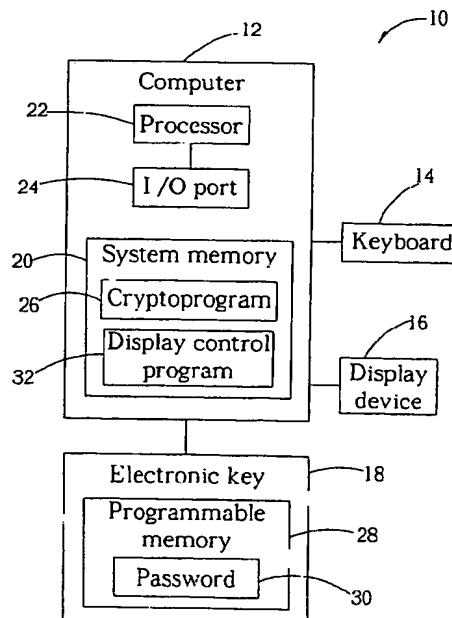 12
10
Computer
22
Processor
24
I/O port
14
Keyboard
20
System memory
26
Cryptoprogram
16
32
Display control
program
Display
device
Electronic key
18
Programmable
memory
28
Password
30